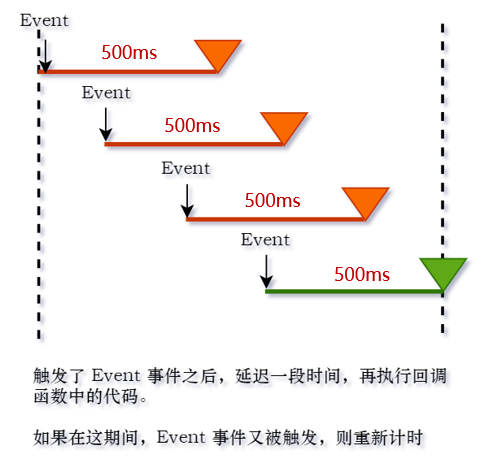 Event
500ms
Event
500ms
Event
500ms
Event
500ms
触发了 Event 事件之后，延迟一段时间，再执行回调
函数中的代码。
如果在这期间，Event 事件又被触发，则重新计时